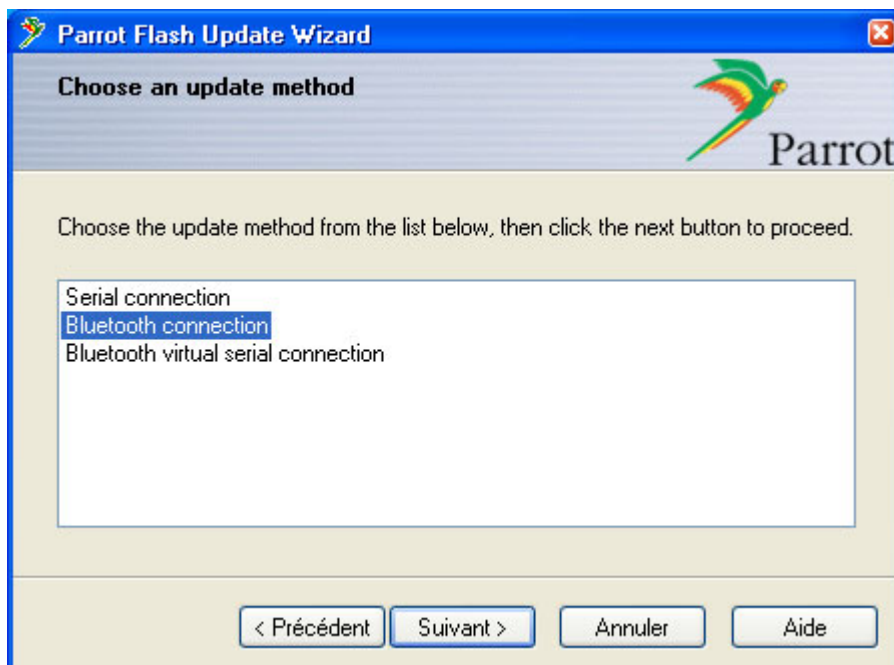 Parrot Flash Update Wizard
Choose an update method
Parrot
Choose the update method from the list below, then click the next button to proceed.
Serial connection
Bluetooth connection
Bluetooth virtual serial connection
< Précédent Suivant > Annuler Aide